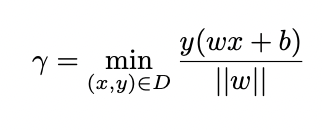 γ = min_{(x,y)∈D} y(wx + b) / ||w||